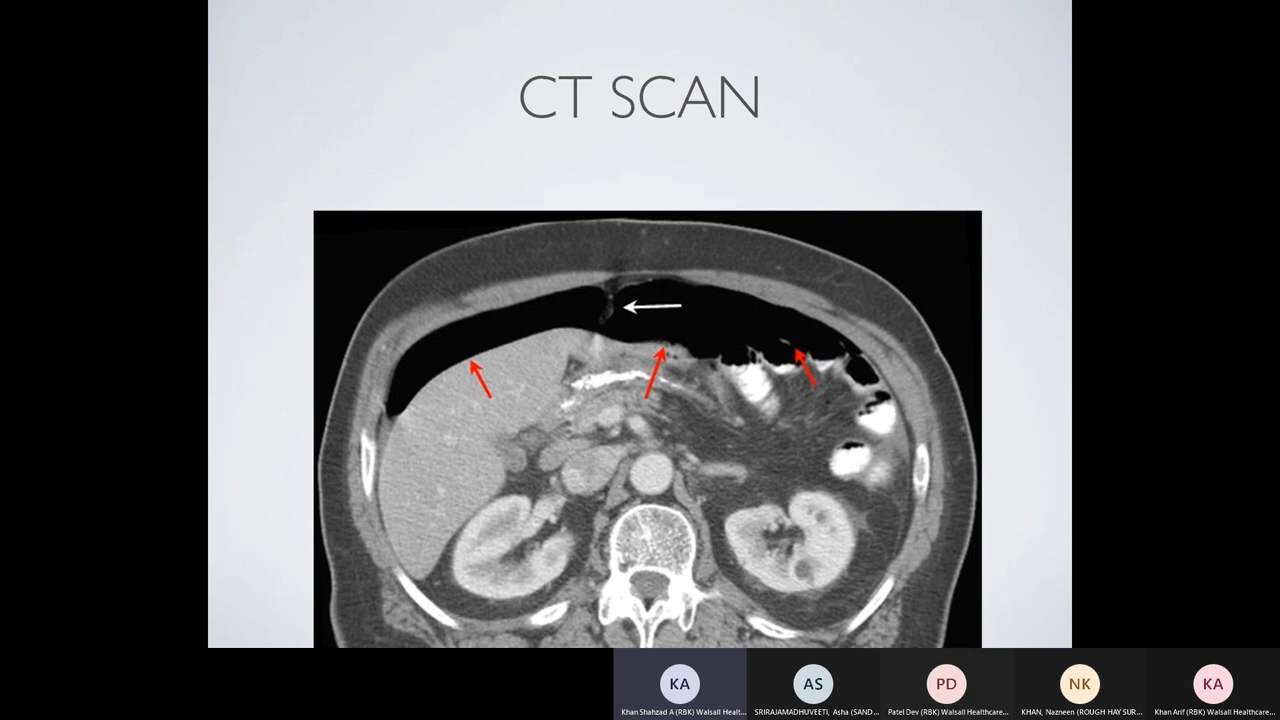 CT SCAN
KA
AS
PD
NK
KA
Khan Shahzad A (RBK) Walsall Healt...
SRIRAJAMADHUVEETI, Asha (SAND...
Patel Dev (RBK) Walsall Healthcare...
KHAN, Nazneen (ROUGH HAY SUR...
Khan Arif (RBK) Walsall Healthcare...